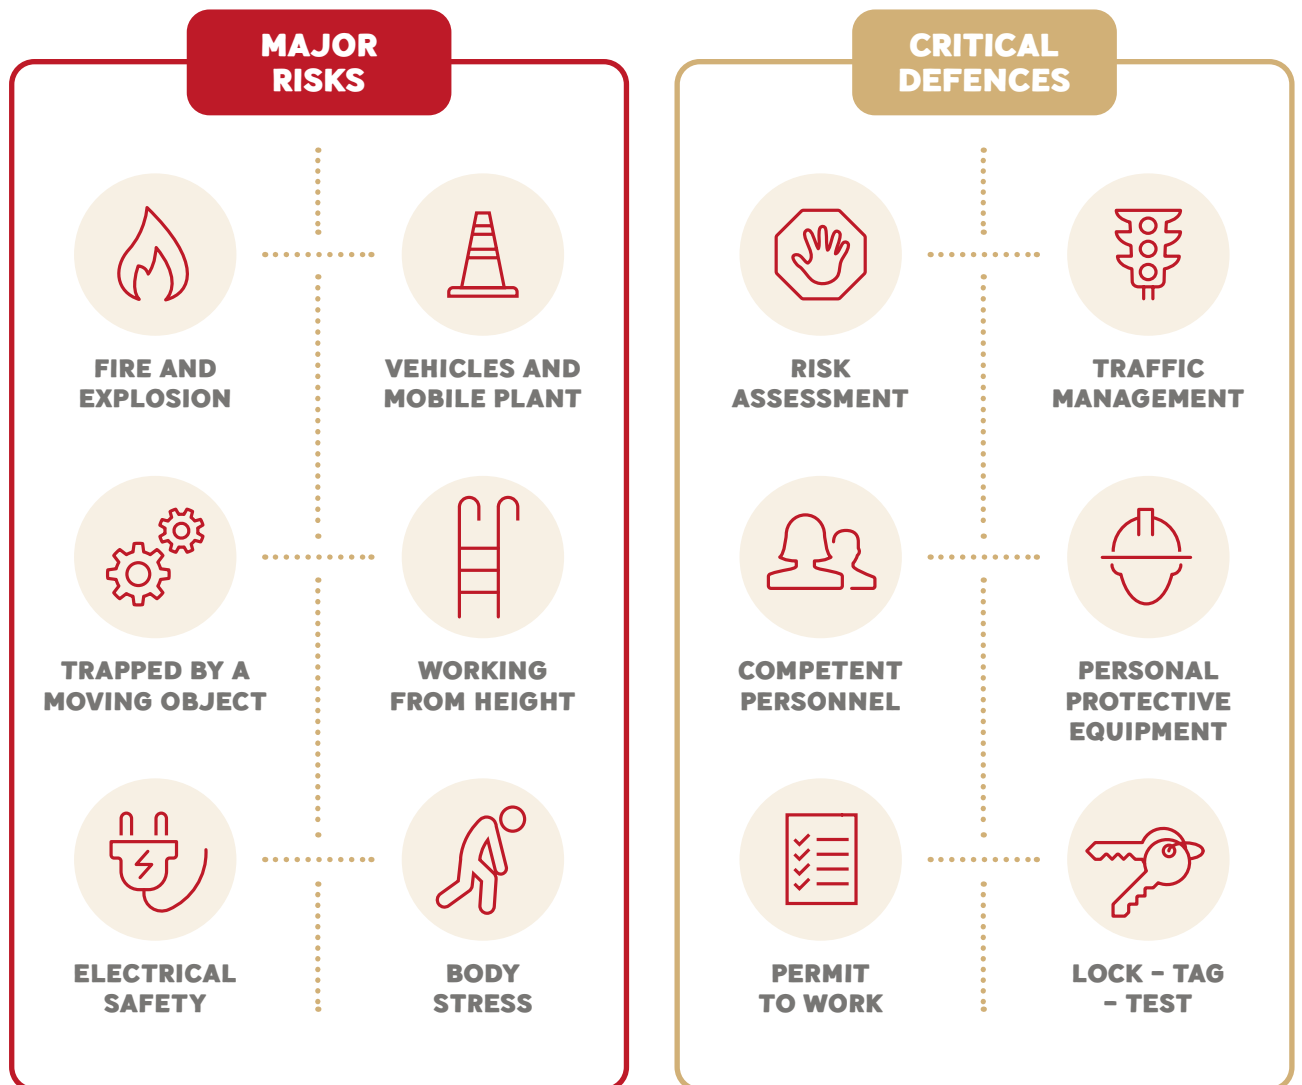 MAJOR
RISKS
FIRE AND
EXPLOSION
VEHICLES AND
MOBILE PLANT
TRAPPED BY A
MOVING OBJECT
WORKING
FROM HEIGHT
ELECTRICAL
SAFETY
BODY
STRESS
CRITICAL
DEFENCES
RISK
ASSESSMENT
TRAFFIC
MANAGEMENT
COMPETENT
PERSONNEL
PERSONAL
PROTECTIVE
EQUIPMENT
PERMIT
TO WORK
LOCK – TAG
– TEST